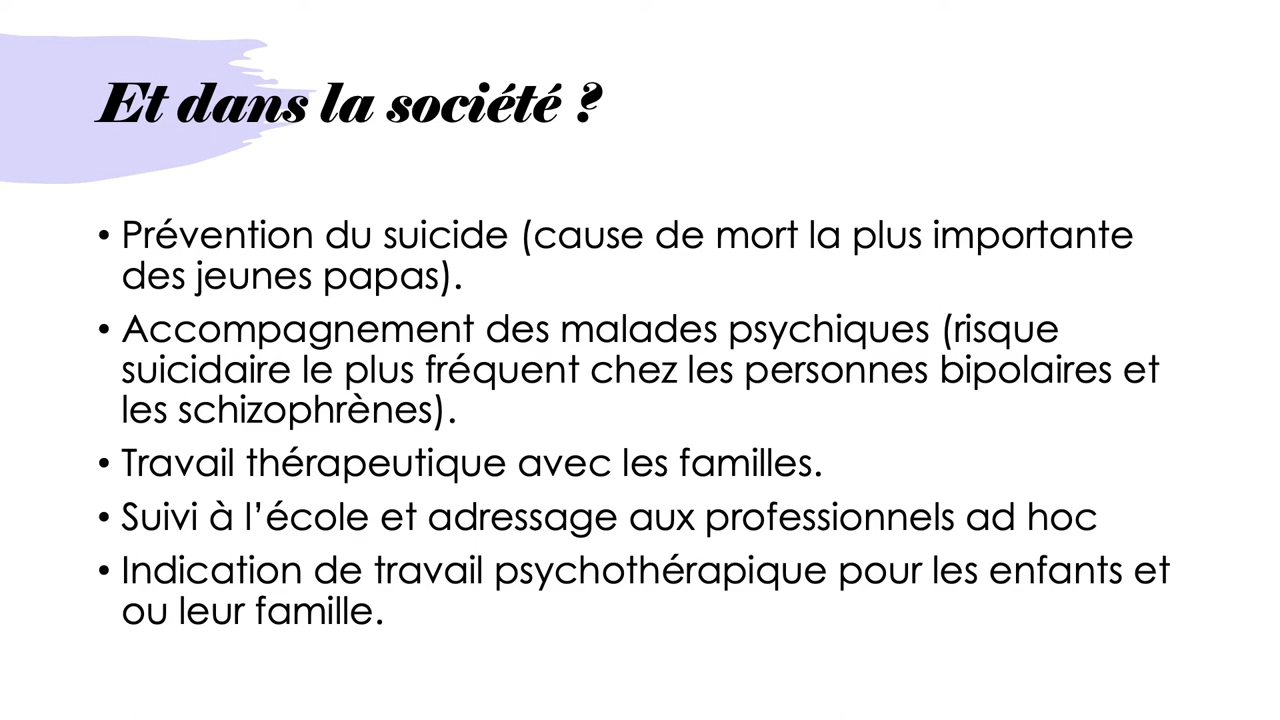 Et dans la société ?
• Prévention du suicide (cause de mort la plus importante
des jeunes papas).
• Accompagnement des malades psychiques (risque
suicidaire le plus fréquent chez les personnes bipolaires et
les schizophrènes).
• Travail thérapeutique avec les familles.
• Suivi à l’école et adressage aux professionnels ad hoc
• Indication de travail psychothérapique pour les enfants et
ou leur famille.